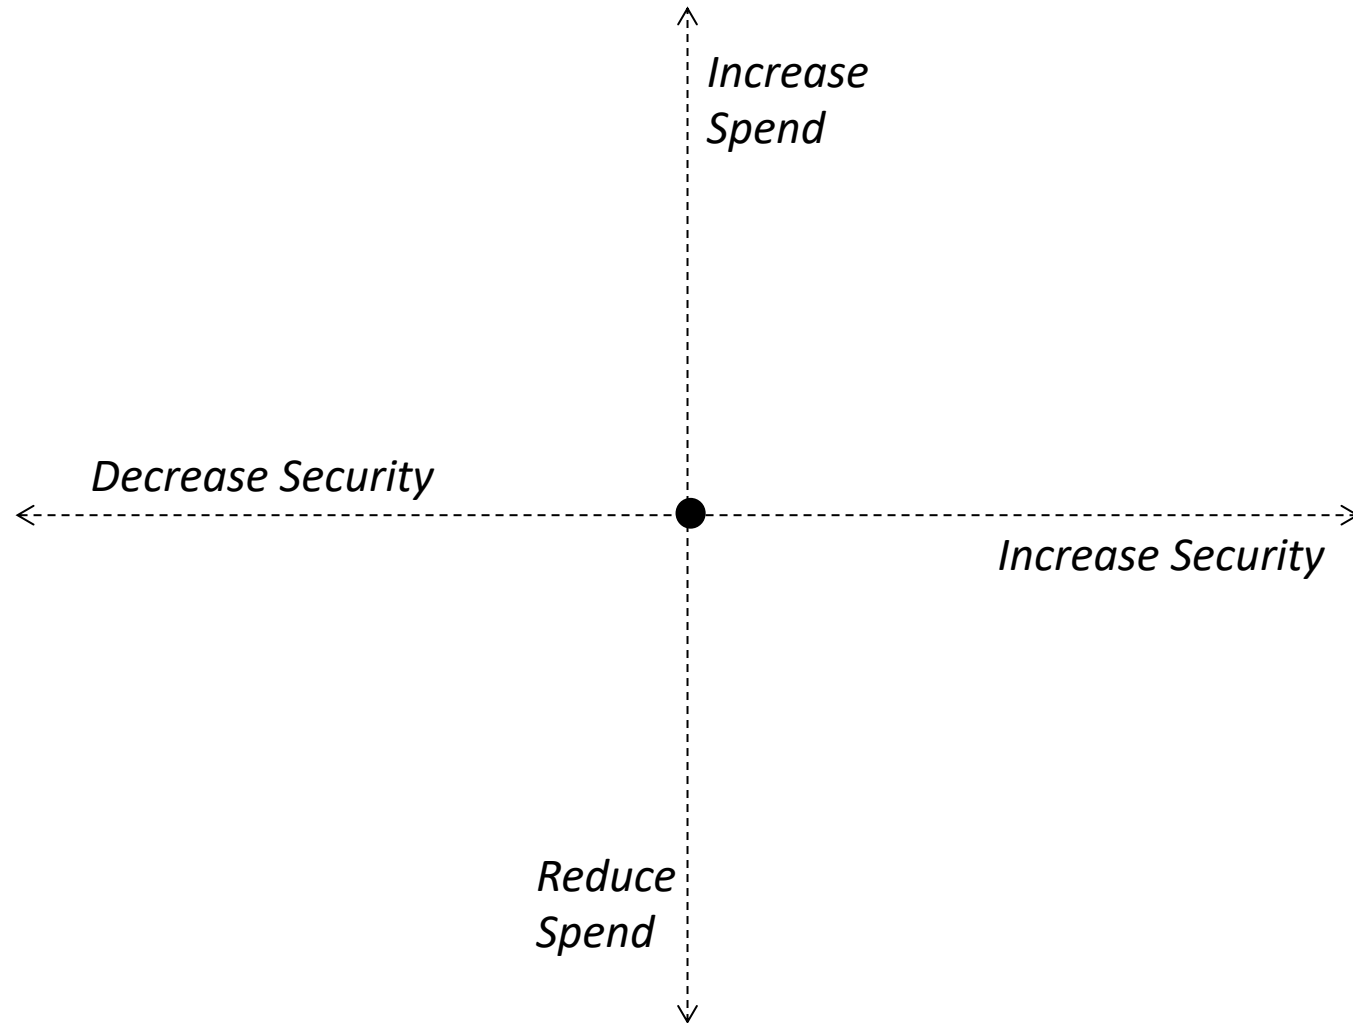 Increase
Spend
Decrease Security
Increase Security
Reduce
Spend